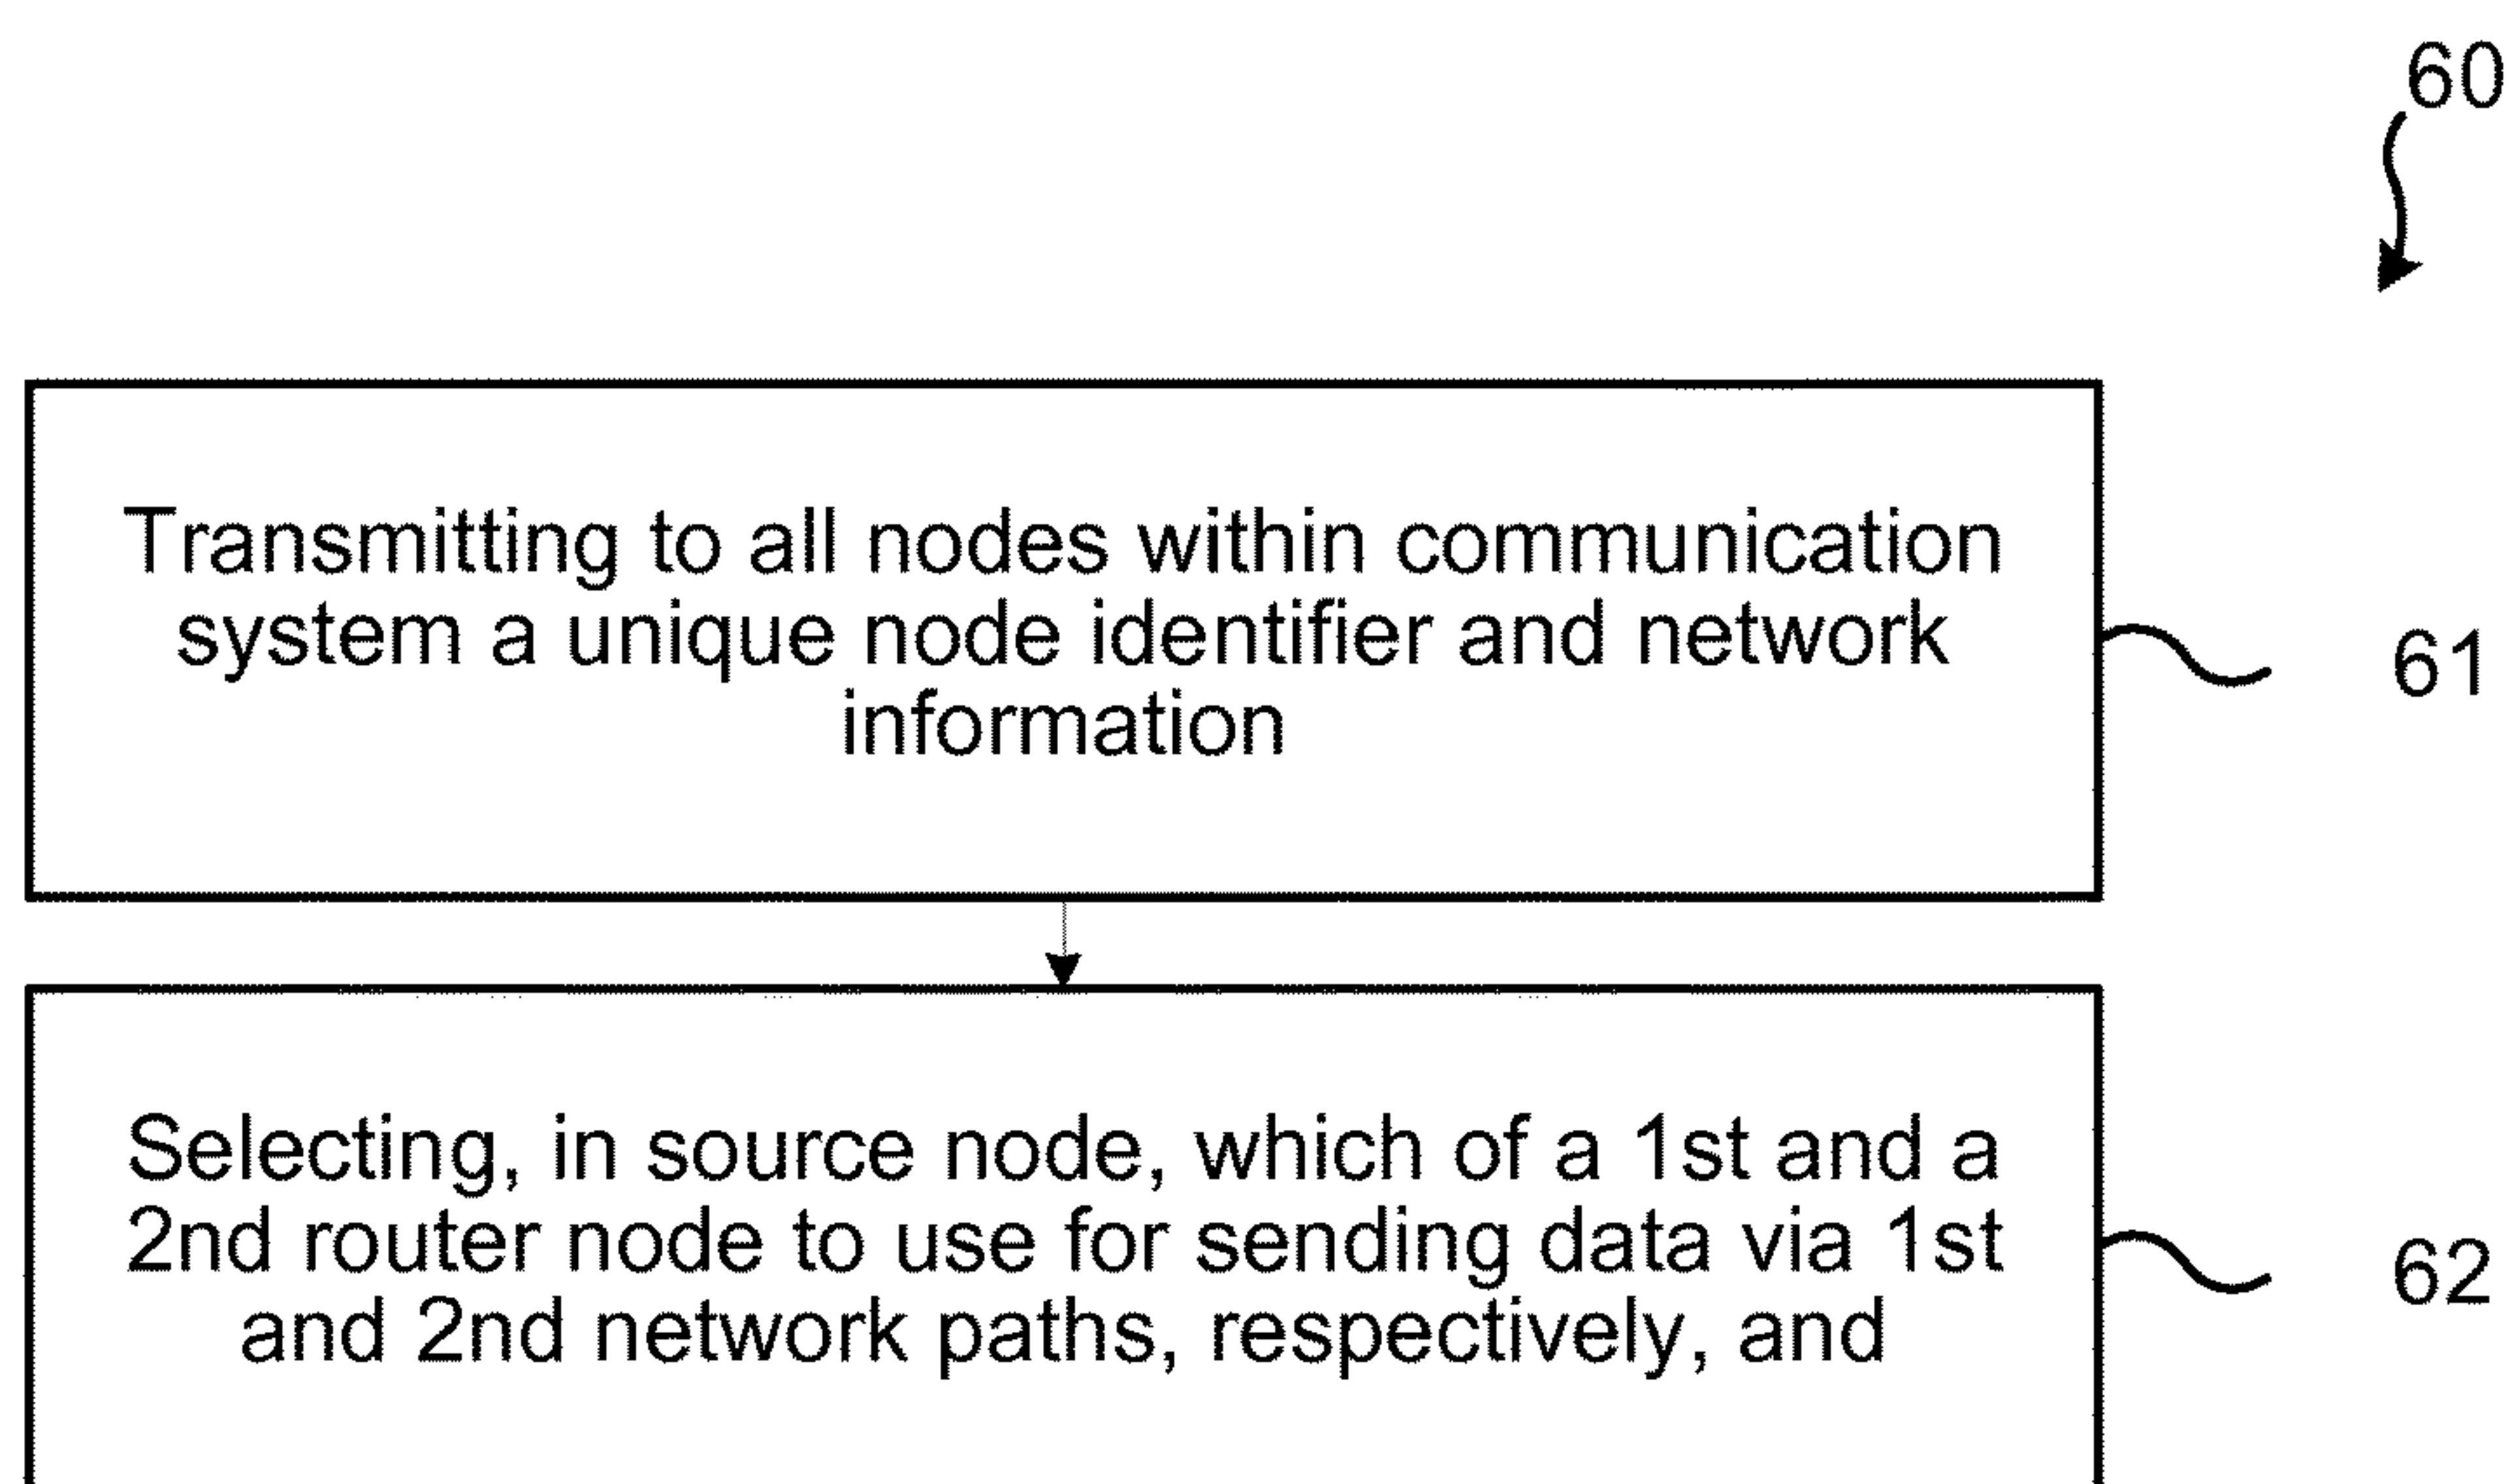 60
Transmitting to all nodes within communication
system a unique node identifier and network
information
61
Selecting, in source node, which of a 1st and a
2nd router node to use for sending data via 1st
and 2nd network paths, respectively, and
62